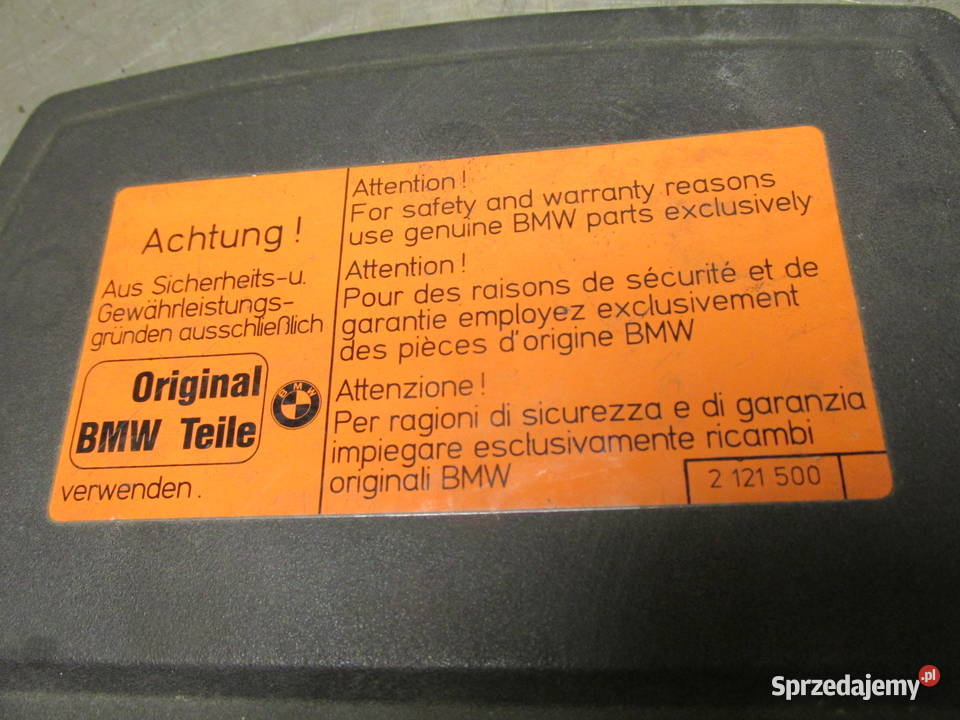 Achtung !
Aus Sicherheits-u.
Gewährleistungs-
gründen ausschließlich
Original
BMW Teile
BMW
verwenden .
Attention !
For safety and warranty reasons
use genuine BMW parts exclusively
Attention !
Pour des raisons de sécurité et de
garantie employez exclusivement
des pièces d'origine BMW
Attenzione !
Per ragioni di sicurezza e di garanzia
impiegare esclusivamente ricambi
originali BMW
2 121 500
Sprzedajemy.pl